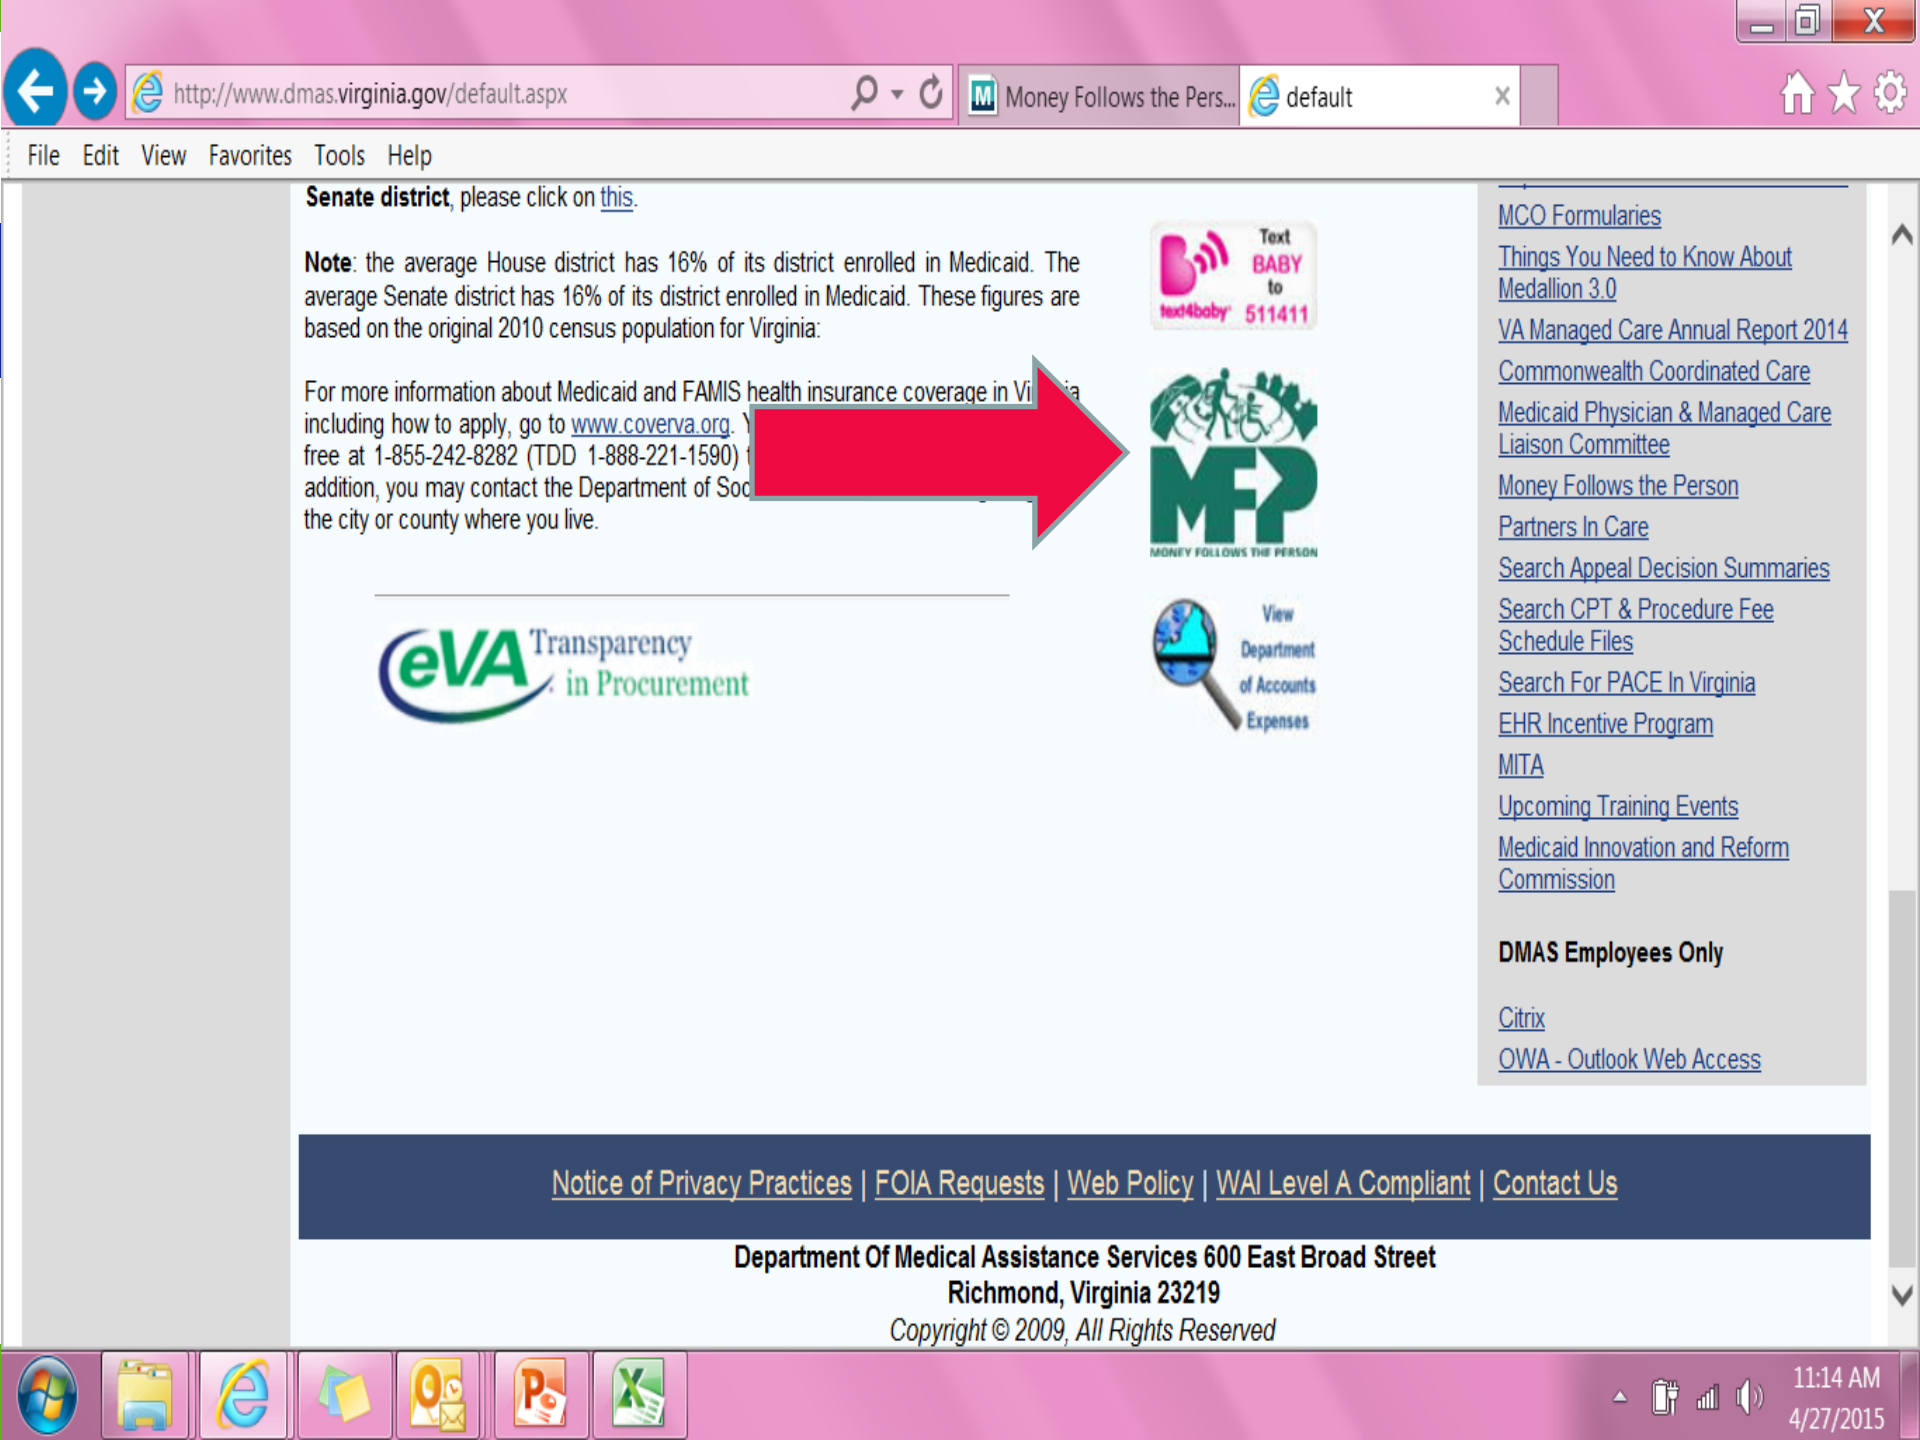 http://www.dmas.virginia.gov/default.aspx
Money Follows the Pers...
default
File Edit View Favorites Tools Help
Senate district, please click on this.
Note: the average House district has 16% of its district enrolled in Medicaid. The
average Senate district has 16% of its district enrolled in Medicaid. These figures are
based on the original 2010 census population for Virginia:
For more information about Medicaid and FAMIS health insurance coverage in
including how to apply, go to www.coverva.org.
free at 1-855-242-8282 (TDD 1-888-221-1590)
addition, you may contact the Department of
the city or county where you live.
eVA Transparency
in Procurement
Text
BABY
to
text4baby 511411
MFP
MONEY FOLLOWS THE PERSON
View
Department
of Accounts
Expenses
MCO Formularies
Things You Need to Know About
Medallion 3.0
VA Managed Care Annual Report 2014
Commonwealth Coordinated Care
Medicaid Physician & Managed Care
Liaison Committee
Money Follows the Person
Partners In Care
Search Appeal Decision Summaries
Search CPT & Procedure Fee
Schedule Files
Search For PACE In Virginia
EHR Incentive Program
MITA
Upcoming Training Events
Medicaid Innovation and Reform
Commission
DMAS Employees Only
Citrix
OWA - Outlook Web Access
Notice of Privacy Practices | FOIA Requests | Web Policy | WAI Level A Compliant | Contact Us
Department Of Medical Assistance Services 600 East Broad Street
Richmond, Virginia 23219
Copyright © 2009, All Rights Reserved
11:14 AM
4/27/2015